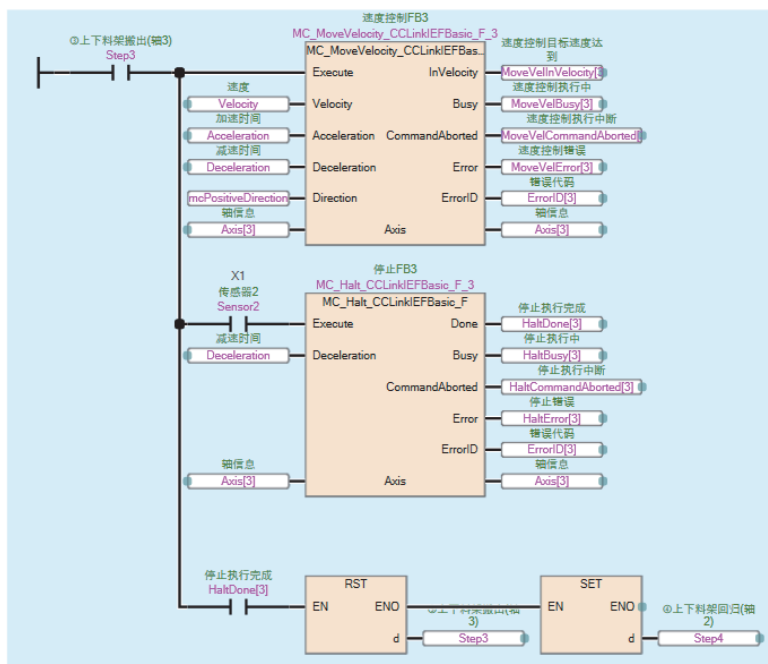 速度控制FB3
MC_MoveVelocity_CCLinkIEFBasic_F_3
③上下料架搬出(轴3)
Step3
MC_MoveVelocity_CCLinkIEFBas...
Execute
InVelocity
速度控制目标速度达
到
MoveVelInVelocity[3
速度
Velocity
Velocity
Busy
速度控制执行中
MoveVelBusy[3]
加速时间
Acceleration
Acceleration
CommandAborted
速度控制执行中断
MoveVelCommandAborted[
减速时间
Deceleration
Deceleration
Error
速度控制错误
MoveVelError[3]
mcPositiveDirection
Direction
ErrorID
错误代码
ErrorID[3]
轴信息
Axis[3]
Axis
轴信息
Axis[3]
停止FB3
MC_Halt_CCLinkIEFBasic_F_3
X1
传感器2
Sensor2
MC_Halt_CCLinkIEFBasic_F
Execute
Done
停止执行完成
HaltDone[3]
减速时间
Deceleration
Deceleration
Busy
停止执行中
HaltBusy[3]
CommandAborted
停止执行中断
HaltCommandAborted[3]
Error
停止错误
HaltError[3]
ErrorID
错误代码
ErrorID[3]
轴信息
Axis[3]
Axis
轴信息
Axis[3]
停止执行完成
HaltDone[3]
RST
EN
ENO
d
③上下料架搬出(轴
3)
Step3
SET
EN
ENO
d
④上下料架回归(轴
2)
Step4